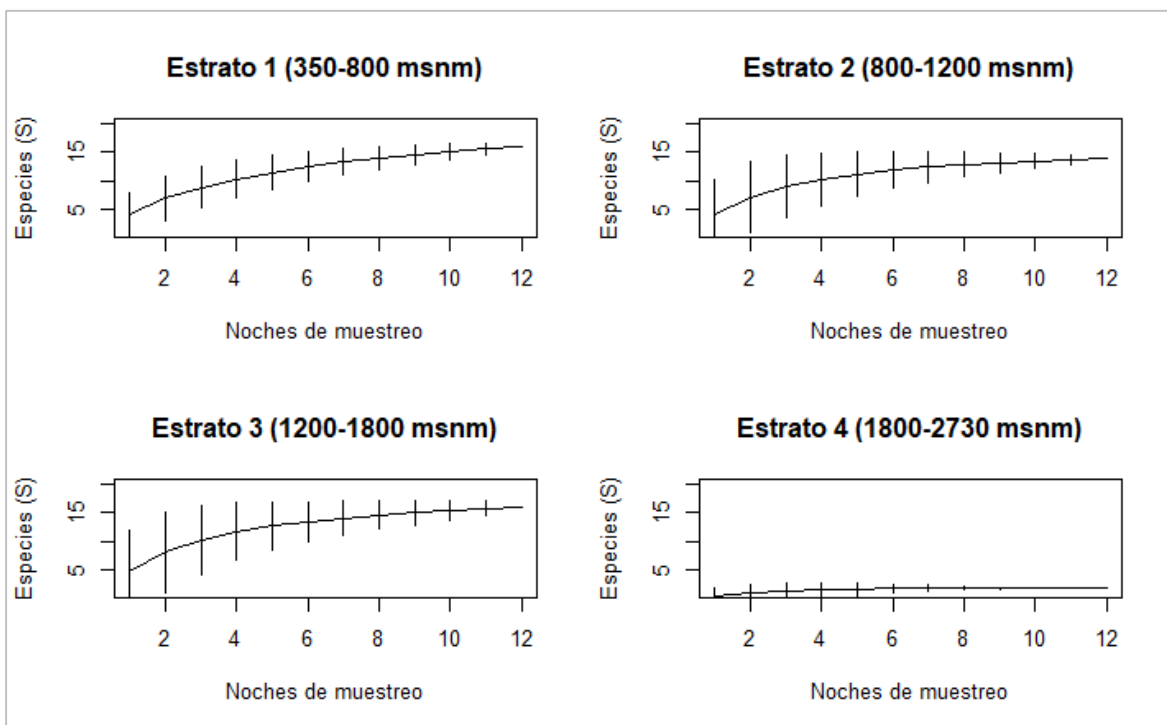 Estrato 1 (350-800 msnm)
Especies (S)
15
5
2 4 6 8 10 12
Noches de muestreo
Estrato 2 (800-1200 msnm)
Especies (S)
15
5
2 4 6 8 10 12
Noches de muestreo
Estrato 3 (1200-1800 msnm)
Especies (S)
15
5
2 4 6 8 10 12
Noches de muestreo
Estrato 4 (1800-2730 msnm)
Especies (S)
15
5
2 4 6 8 10 12
Noches de muestreo